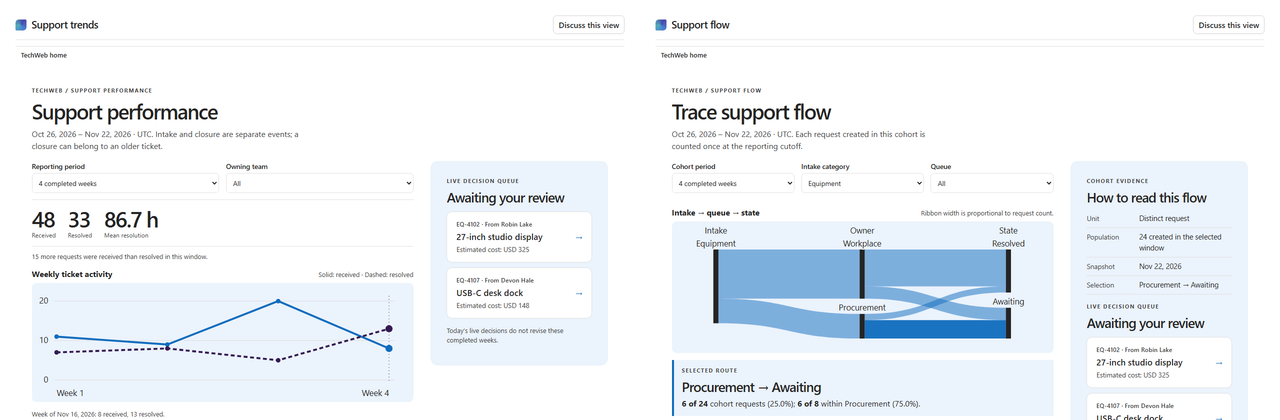 Support trends
Discuss this view
TechWeb home
TECHWEB / SUPPORT PERFORMANCE
Support performance
Oct 26, 2026 – Nov 22, 2026 · UTC. Intake and closure are separate events; a
closure can belong to an older ticket.
Reporting period
Owning team
4 completed weeks
All
48
33
86.7 h
Received
Resolved
Mean resolution
15 more requests were received than resolved in this window.
Weekly ticket activity
Solid: received · Dashed: resolved
20
10
0
Week 1
Week 4
Week of Nov 16, 2026: 8 received, 13 resolved.
LIVE DECISION QUEUE
Awaiting your review
EQ-4102 · From Robin Lake
27-inch studio display
→
Estimated cost: USD 325
EQ-4107 · From Devon Hale
USB-C desk dock
→
Estimated cost: USD 148
Today's live decisions do not revise these
completed weeks.
Support flow
Discuss this view
TechWeb home
TECHWEB / SUPPORT FLOW
Trace support flow
Oct 26, 2026 – Nov 22, 2026 · UTC. Each request created in this cohort is
counted once at the reporting cutoff.
Cohort period
Intake category
Queue
4 completed weeks
Equipment
All
Intake → queue → state
Ribbon width is proportional to request count.
Intake
Owner
State
Equipment
Workplace
Resolved
Procurement
Awaiting
SELECTED ROUTE
Procurement → Awaiting
6 of 24 cohort requests (25.0%); 6 of 8 within Procurement (75.0%).
COHORT EVIDENCE
How to read this flow
Unit
Distinct request
Population
24 created in the selected
window
Snapshot
Nov 22, 2026
Selection
Procurement → Awaiting
LIVE DECISION QUEUE
Awaiting your review
EQ-4102 · From Robin Lake
27-inch studio display
→
Estimated cost: USD 325
EQ-4107 · From Devon Hale